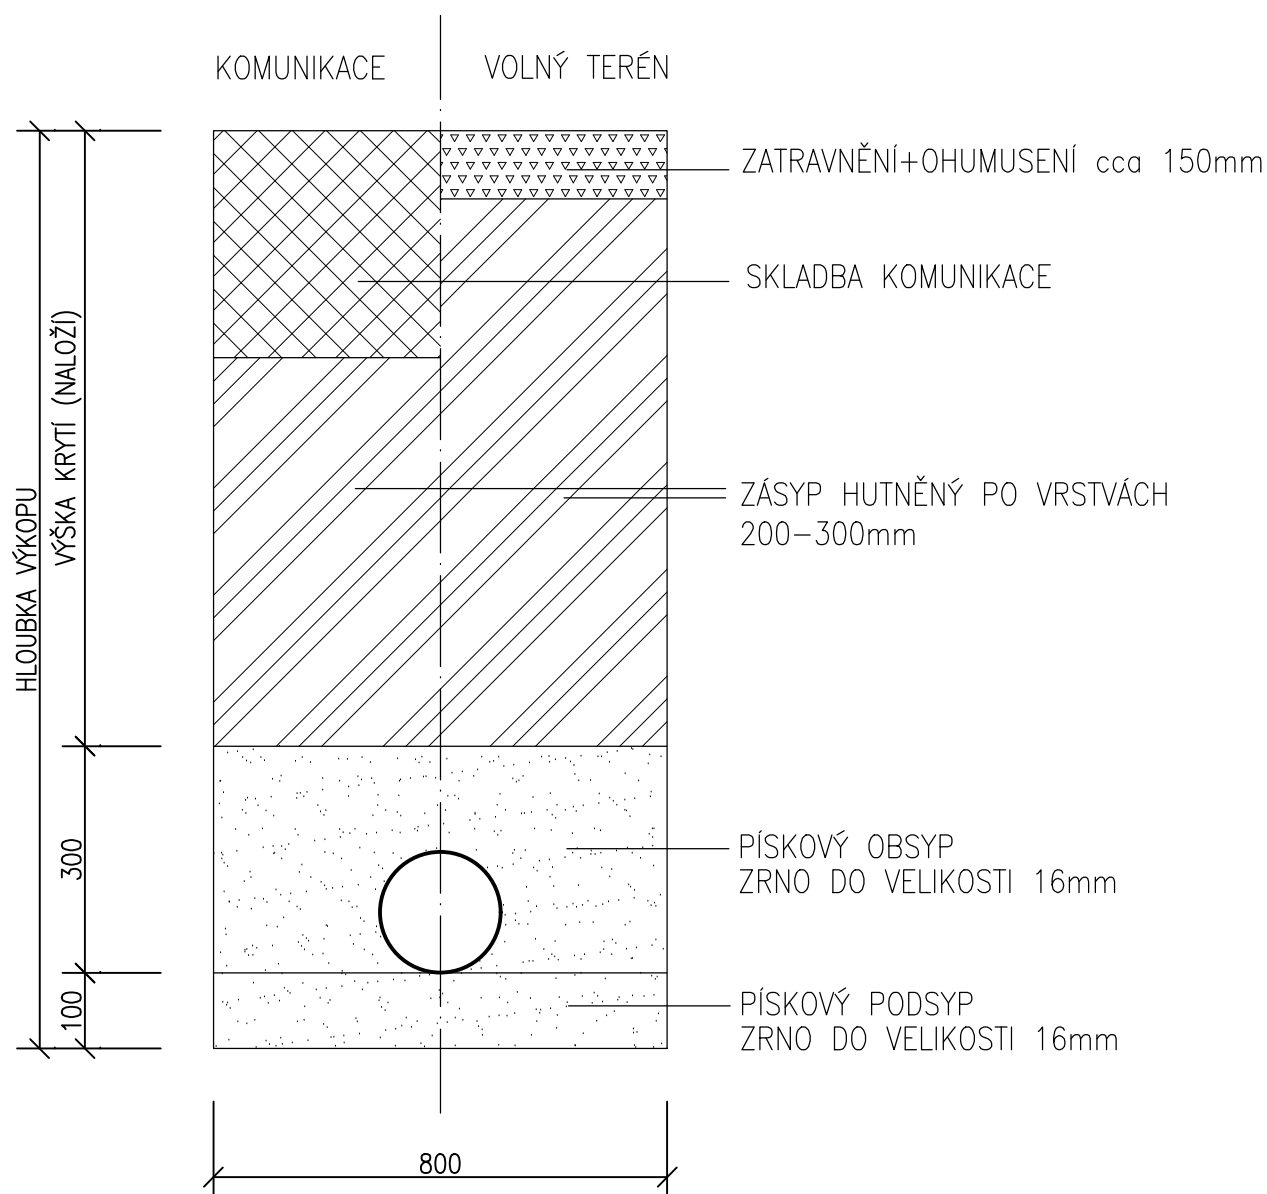 KOMUNIKACE
VOLNÝ TERÉN
ZATRAVNĚNÍ+OHUMUSENÍ cca 150mm
SKLADBA KOMUNIKACE
VÝŠKA KRYTÍ (NALOŽÍ)
HLOUBKA VÝKOPU
ZÁSYP HUTNĚNÝ PO VRSTVÁCH
200-300mm
300
PÍSKOVÝ OBSYP
ZRNO DO VELIKOSTI 16mm
100
PÍSKOVÝ PODSYP
ZRNO DO VELIKOSTI 16mm
800